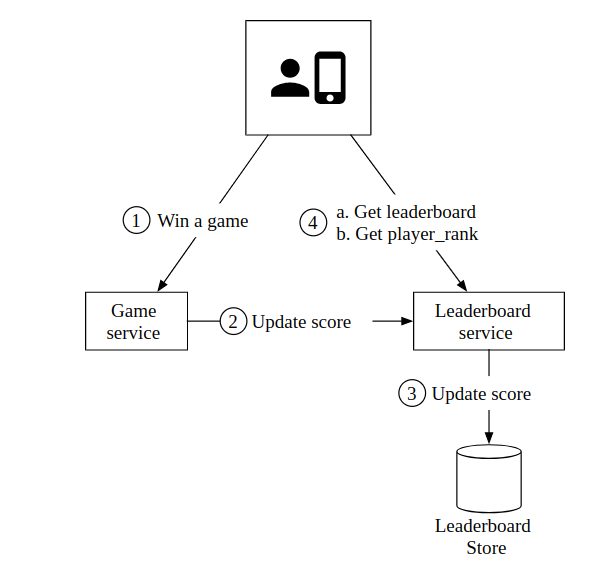 1 Win a game
4 a. Get leaderboard
b. Get player_rank
Game
service
2 Update score
Leaderboard
service
3 Update score
Leaderboard
Store